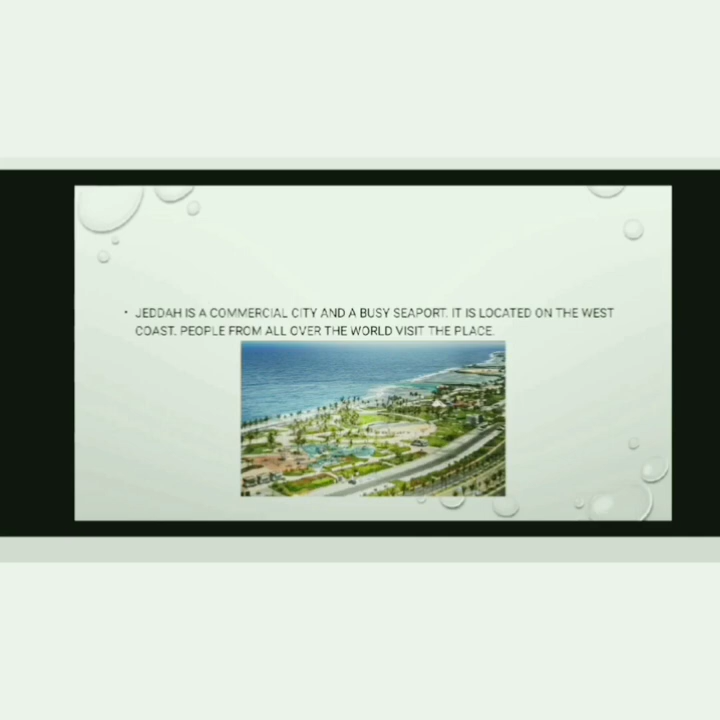 • JEDDAH IS A COMMERCIAL CITY AND A BUSY SEAPORT. IT IS LOCATED ON THE WEST
COAST. PEOPLE FROM ALL OVER THE WORLD VISIT THE PLACE.